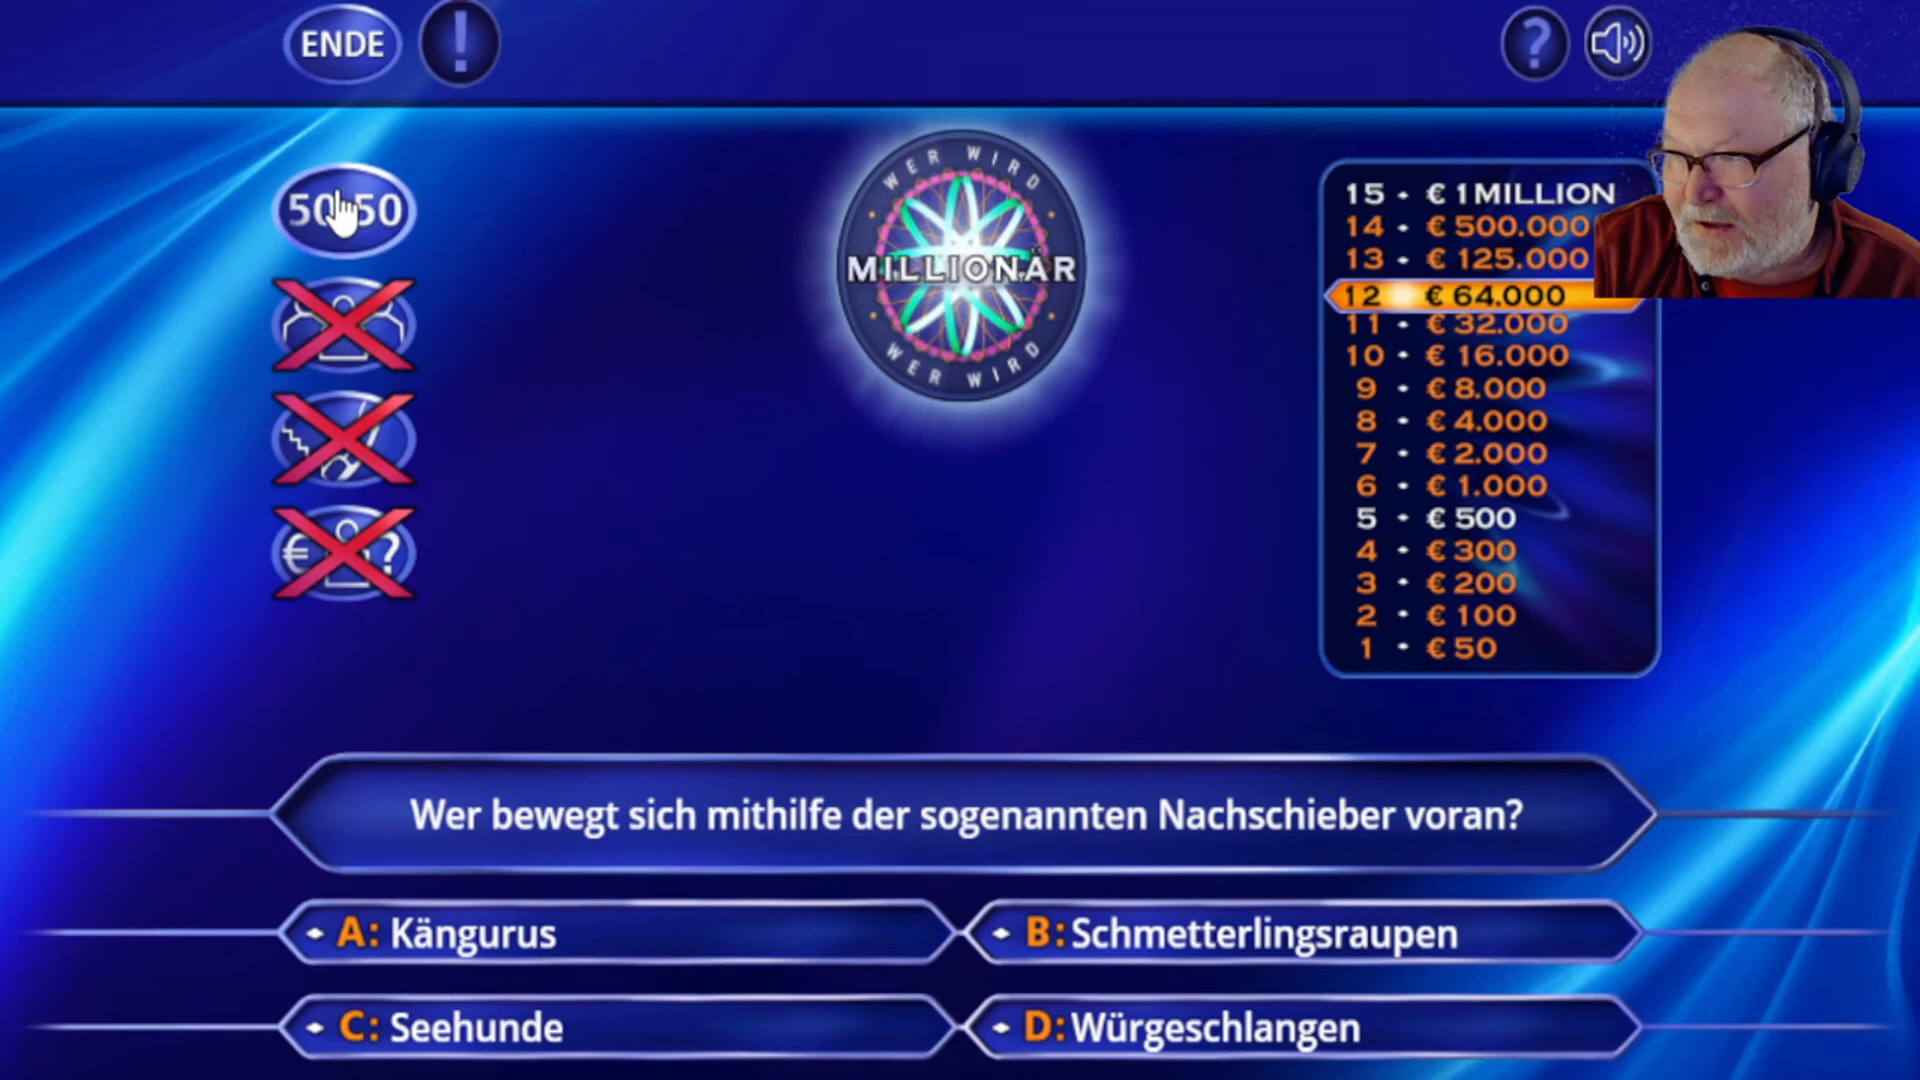 ENDE
!
?
50:50
WER WIRD
MILLIONÄR
WER WIRD
15 • € 1 MILLION
14 • € 500.000
13 • € 125.000
12 € 64.000
11 • € 32.000
10 • € 16.000
9 • € 8.000
8 • € 4.000
7 • € 2.000
6 • € 1.000
5 • € 500
4 • € 300
3 • € 200
2 • € 100
1 • € 50
€ ?
Wer bewegt sich mithilfe der sogenannten Nachschieber voran?
A: Kängurus
B: Schmetterlingsraupen
C: Seehunde
D: Würgeschlangen